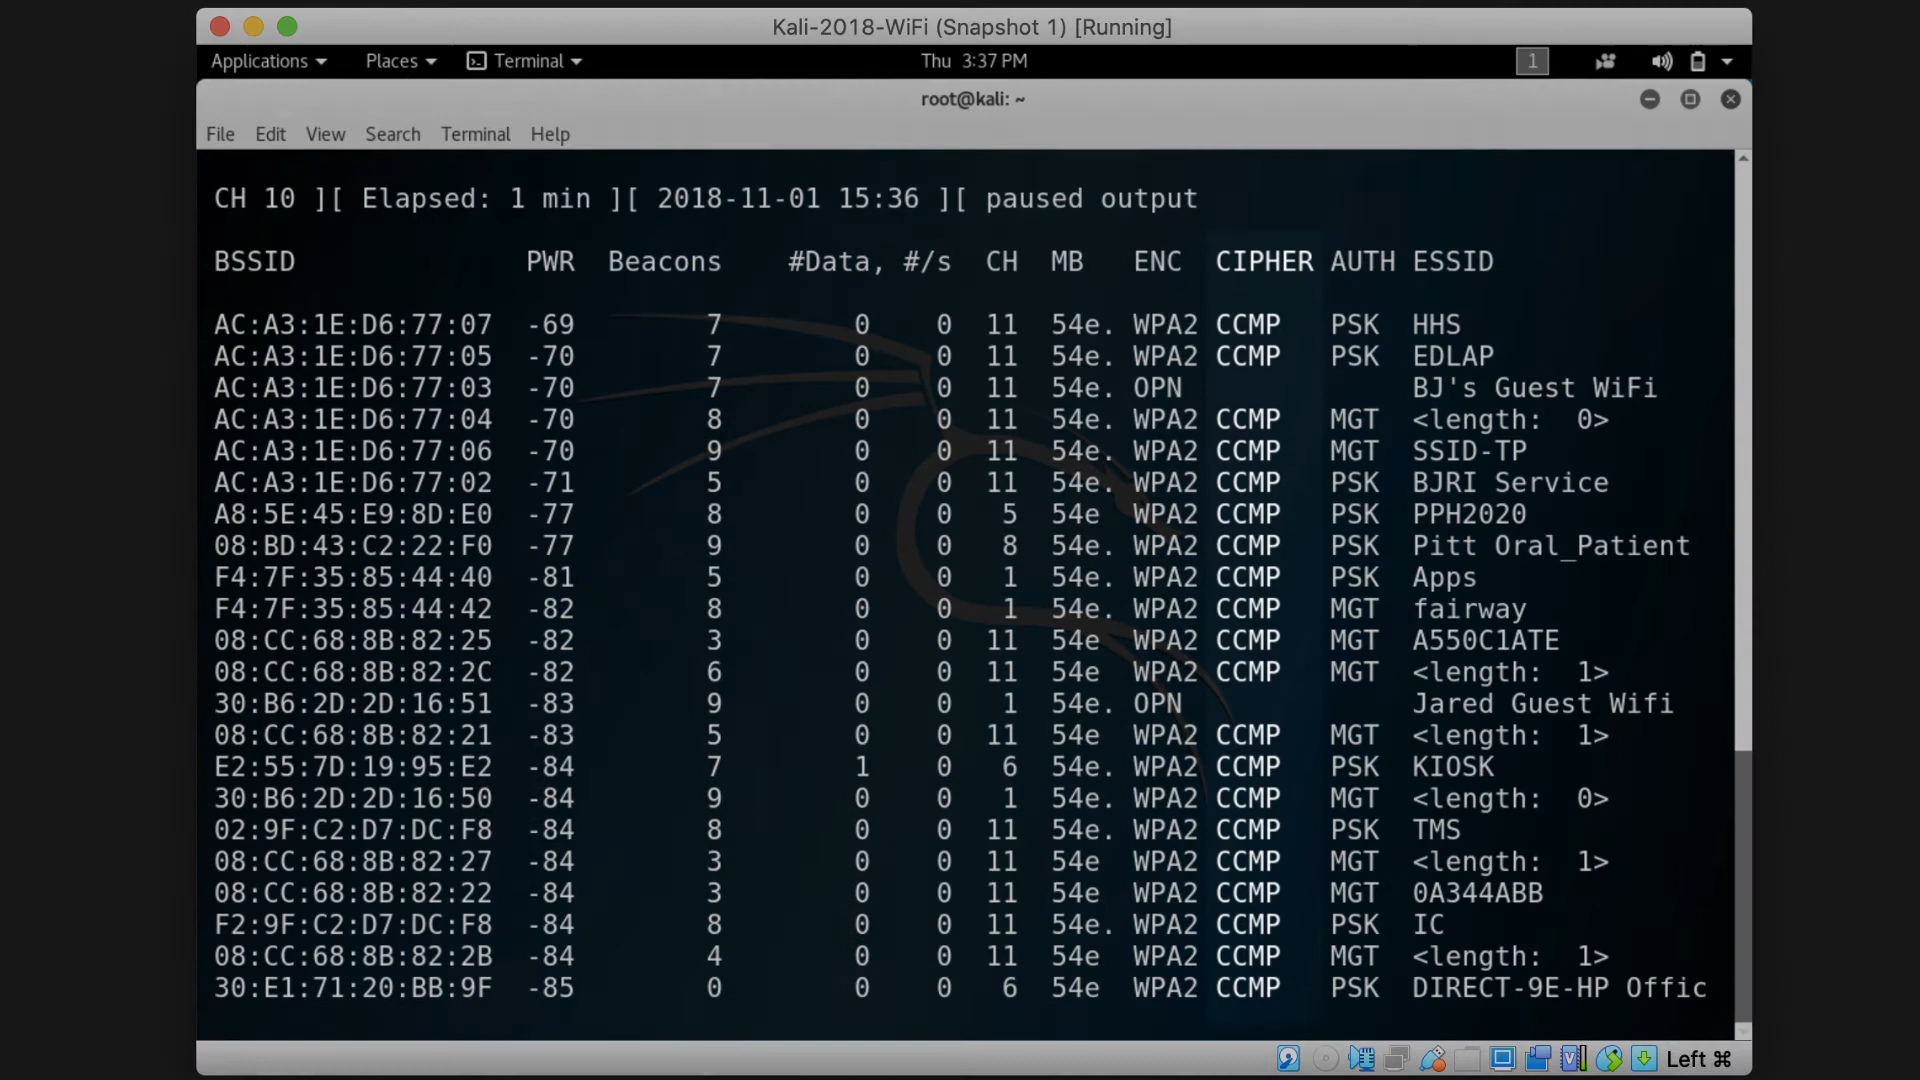 Kali-2018-WiFi (Snapshot 1) [Running]
Applications Places Terminal Thu 3:37 PM 1
root@kali: ~
File Edit View Search Terminal Help
CH 10 ][ Elapsed: 1 min ][ 2018-11-01 15:36 ][ paused output
BSSID PWR Beacons #Data, #/s CH MB ENC CIPHER AUTH ESSID
AC:A3:1E:D6:77:07 -69 7 0 0 11 54e. WPA2 CCMP PSK HHS
AC:A3:1E:D6:77:05 -70 7 0 0 11 54e. WPA2 CCMP PSK EDLAP
AC:A3:1E:D6:77:03 -70 7 0 0 11 54e. OPN BJ's Guest WiFi
AC:A3:1E:D6:77:04 -70 8 0 0 11 54e. WPA2 CCMP MGT <length: 0>
AC:A3:1E:D6:77:06 -70 9 0 0 11 54e. WPA2 CCMP MGT SSID-TP
AC:A3:1E:D6:77:02 -71 5 0 0 11 54e. WPA2 CCMP PSK BJRI Service
A8:5E:45:E9:8D:E0 -77 8 0 0 5 54e WPA2 CCMP PSK PPH2020
08:BD:43:C2:22:F0 -77 9 0 0 8 54e. WPA2 CCMP PSK Pitt Oral_Patient
F4:7F:35:85:44:40 -81 5 0 0 1 54e. WPA2 CCMP PSK Apps
F4:7F:35:85:44:42 -82 8 0 0 1 54e. WPA2 CCMP MGT fairway
08:CC:68:8B:82:25 -82 3 0 0 11 54e WPA2 CCMP MGT A550C1ATE
08:CC:68:8B:82:2C -82 6 0 0 11 54e WPA2 CCMP MGT <length: 1>
30:B6:2D:2D:16:51 -83 9 0 0 1 54e. OPN Jared Guest Wifi
08:CC:68:8B:82:21 -83 5 0 0 11 54e WPA2 CCMP MGT <length: 1>
E2:55:7D:19:95:E2 -84 7 1 0 6 54e. WPA2 CCMP PSK KIOSK
30:B6:2D:2D:16:50 -84 9 0 0 1 54e. WPA2 CCMP MGT <length: 0>
02:9F:C2:D7:DC:F8 -84 8 0 0 11 54e. WPA2 CCMP PSK TMS
08:CC:68:8B:82:27 -84 3 0 0 11 54e WPA2 CCMP MGT <length: 1>
08:CC:68:8B:82:22 -84 3 0 0 11 54e WPA2 CCMP MGT 0A344ABB
F2:9F:C2:D7:DC:F8 -84 8 0 0 11 54e. WPA2 CCMP PSK IC
08:CC:68:8B:82:2B -84 4 0 0 11 54e WPA2 CCMP MGT <length: 1>
30:E1:71:20:BB:9F -85 0 0 0 6 54e WPA2 CCMP PSK DIRECT-9E-HP Offic
Left ⌘